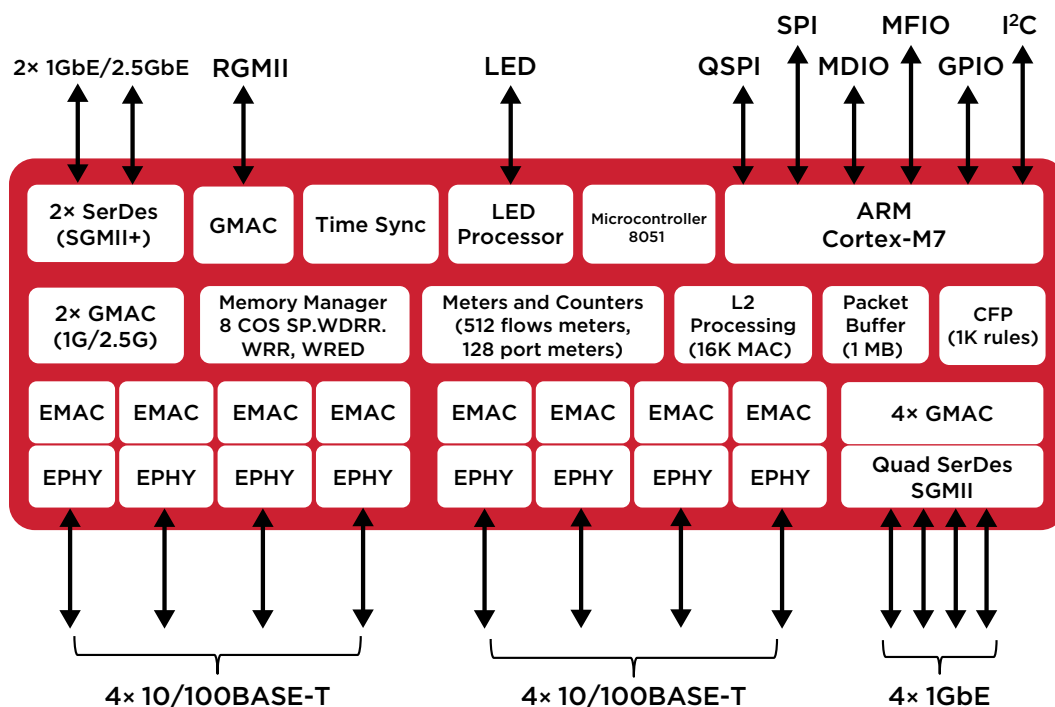 SPI
MFIO
I²C
2× 1GbE/2.5GbE
RGMII
LED
QSPI
MDIO
GPIO
2× SerDes
(SGMII+)
GMAC
Time Sync
LED
Processor
Microcontroller
8051
ARM
Cortex-M7
2× GMAC
(1G/2.5G)
Memory Manager
8 COS SP.WDRR.
WRR, WRED
Meters and Counters
(512 flows meters,
128 port meters)
L2
Processing
(16K MAC)
Packet
Buffer
(1 MB)
CFP
(1K rules)
EMAC
EMAC
EMAC
EMAC
EMAC
EMAC
EMAC
EMAC
4× GMAC
EPHY
EPHY
EPHY
EPHY
EPHY
EPHY
EPHY
EPHY
Quad SerDes
SGMII
4× 10/100BASE-T
4× 10/100BASE-T
4× 1GbE